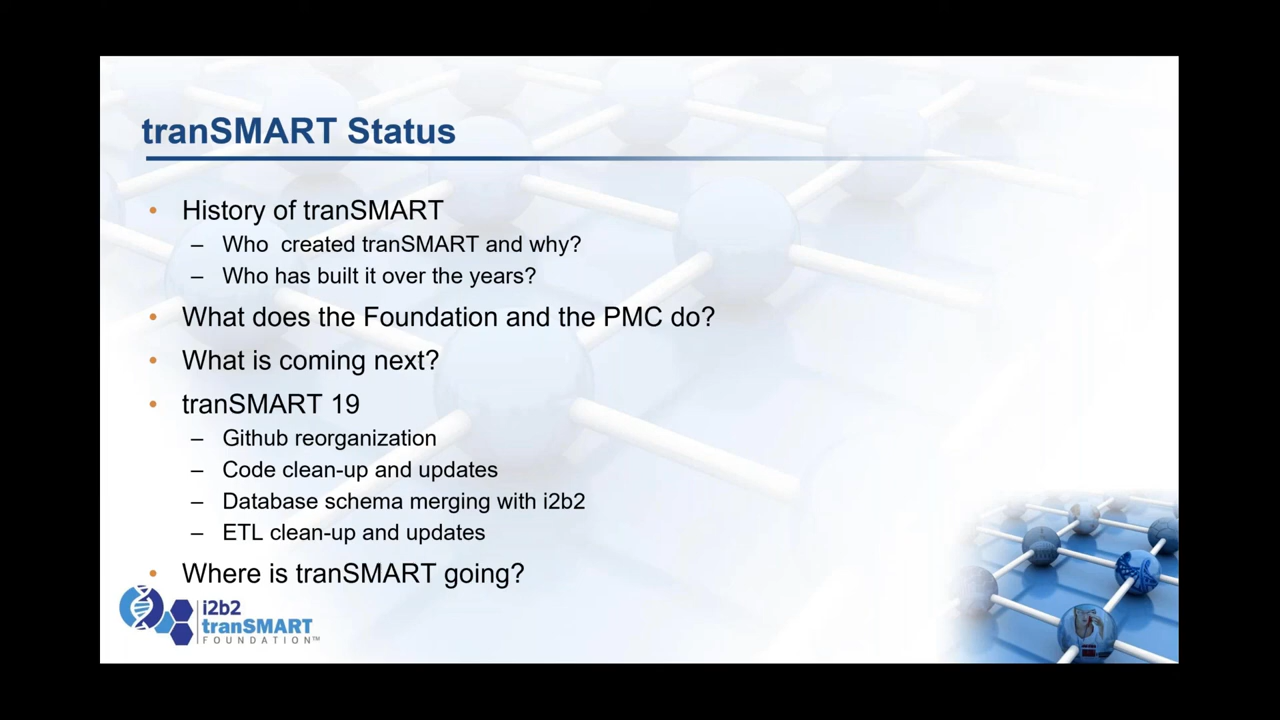 tranSMART Status
• History of tranSMART
– Who created tranSMART and why?
– Who has built it over the years?
• What does the Foundation and the PMC do?
• What is coming next?
• tranSMART 19
– Github reorganization
– Code clean-up and updates
– Database schema merging with i2b2
– ETL clean-up and updates
• Where is tranSMART going?
i2b2
tranSMART
FOUNDATION™